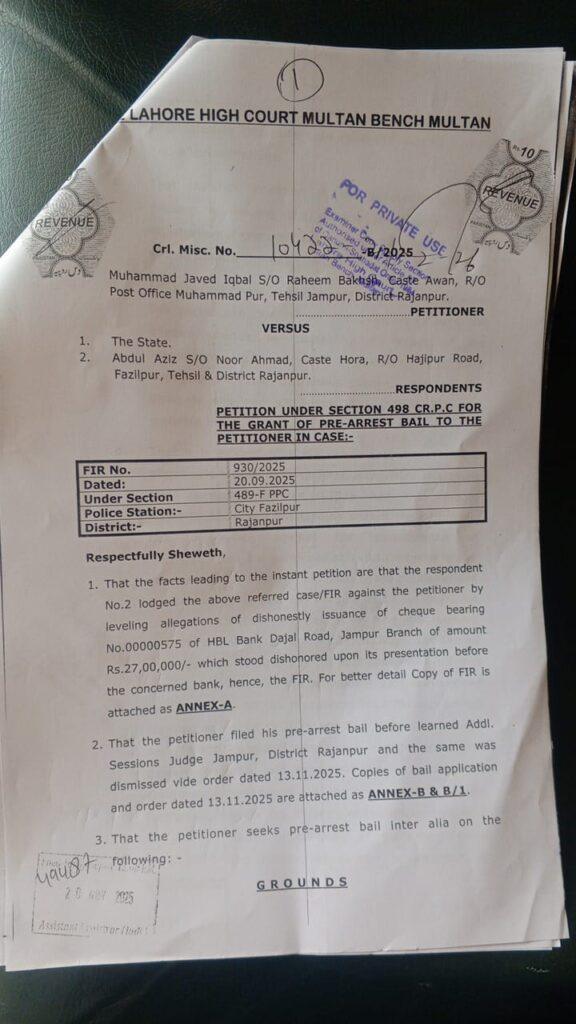 1
LAHORE HIGH COURT MULTAN BENCH MULTAN
Rs 10
REVENUE
REVENUE
FOR PRIVATE USE
Crl. Misc. No. 10422 -B/2025
Muhammad Javed Iqbal S/O Raheem Bakhsh, Caste Awan, R/O
Post Office Muhammad Pur, Tehsil Jampur, District Rajanpur.
PETITIONER
VERSUS
1. The State.
2. Abdul Aziz S/O Noor Ahmad, Caste Hora, R/O Hajipur Road,
Fazilpur, Tehsil & District Rajanpur.
RESPONDENTS
PETITION UNDER SECTION 498 CR.P.C FOR
THE GRANT OF PRE-ARREST BAIL TO THE
PETITIONER IN CASE:-
FIR No. 930/2025
Dated: 20.09.2025
Under Section 489-F PPC
Police Station:- City Fazilpur
District:- Rajanpur
Respectfully Sheweth,
1. That the facts leading to the instant petition are that the respondent
No.2 lodged the above referred case/FIR against the petitioner by
leveling allegations of dishonestly issuance of cheque bearing
No.00000575 of HBL Bank Dajal Road, Jampur Branch of amount
Rs.27,00,000/- which stood dishonored upon its presentation before
the concerned bank, hence, the FIR. For better detail Copy of FIR is
attached as ANNEX-A.
2. That the petitioner filed his pre-arrest bail before learned Addl.
Sessions Judge Jampur, District Rajanpur and the same was
dismissed vide order dated 13.11.2025. Copies of bail application
and order dated 13.11.2025 are attached as ANNEX-B & B/1.
3. That the petitioner seeks pre-arrest bail inter alia on the
following: -
GROUNDS
49487
2025
Assistant